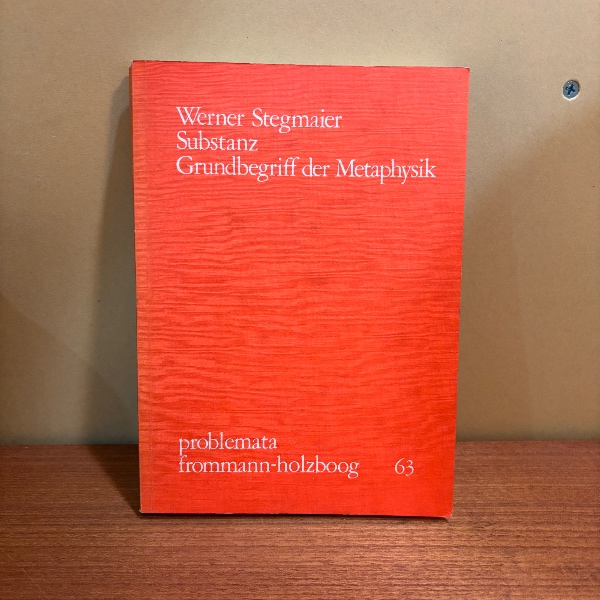 Werner Stegmaier
Substanz
Grundbegriff der Metaphysik
problemata
frommann-holzboog 63